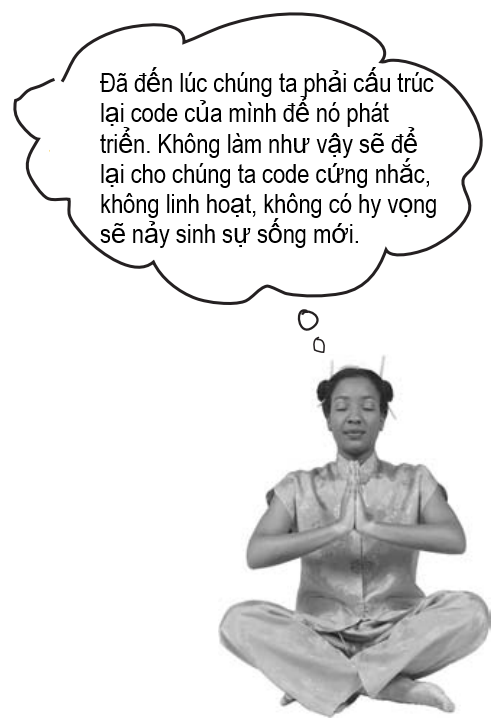 Đã đến lúc chúng ta phải cấu trúc
lại code của mình để nó phát
triển. Không làm như vậy sẽ để
lại cho chúng ta code cứng nhắc,
không linh hoạt, không có hy vọng
sẽ nảy sinh sự sống mới.